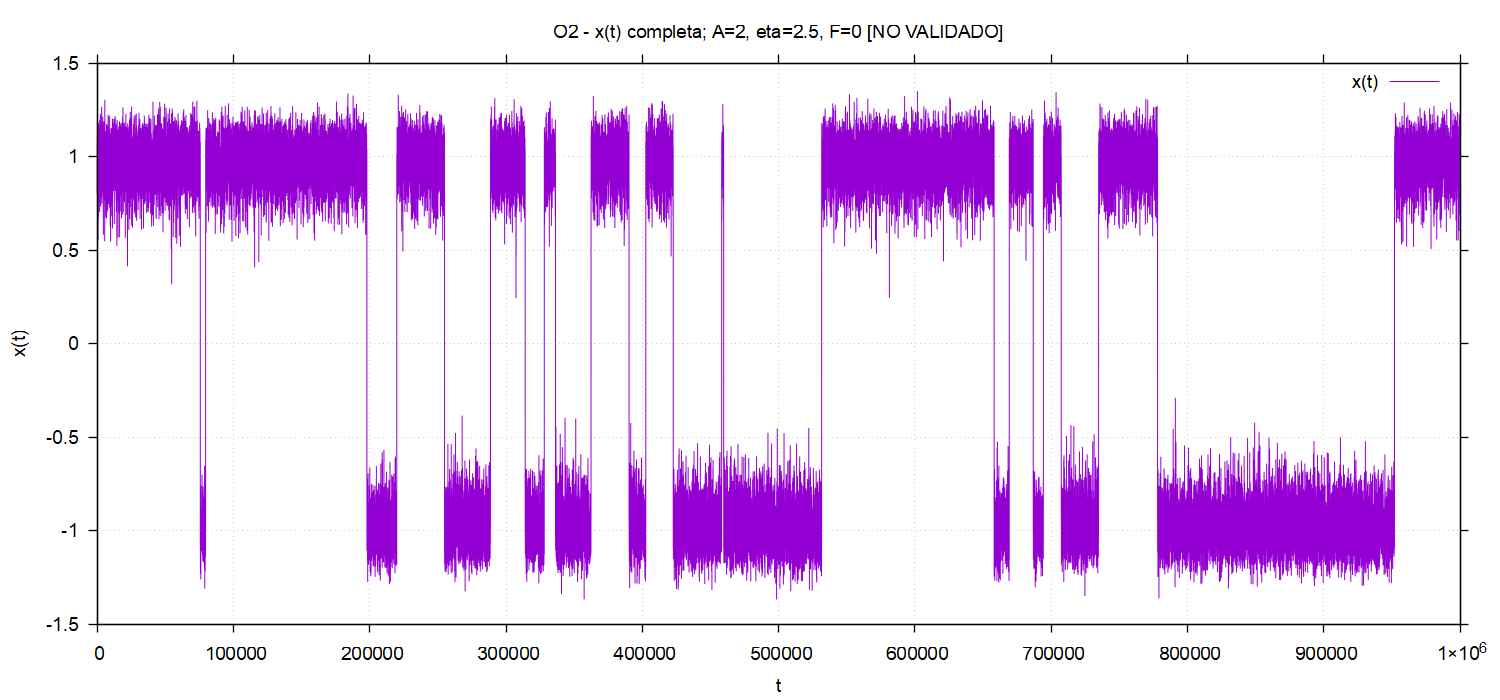 O2 - x(t) completa; A=2, eta=2.5, F=0 [NO VALIDADO]
x(t)
1.5
1
0.5
0
-0.5
-1
-1.5
x(t)
0 100000 200000 300000 400000 500000 600000 700000 800000 900000 1×10⁶
t